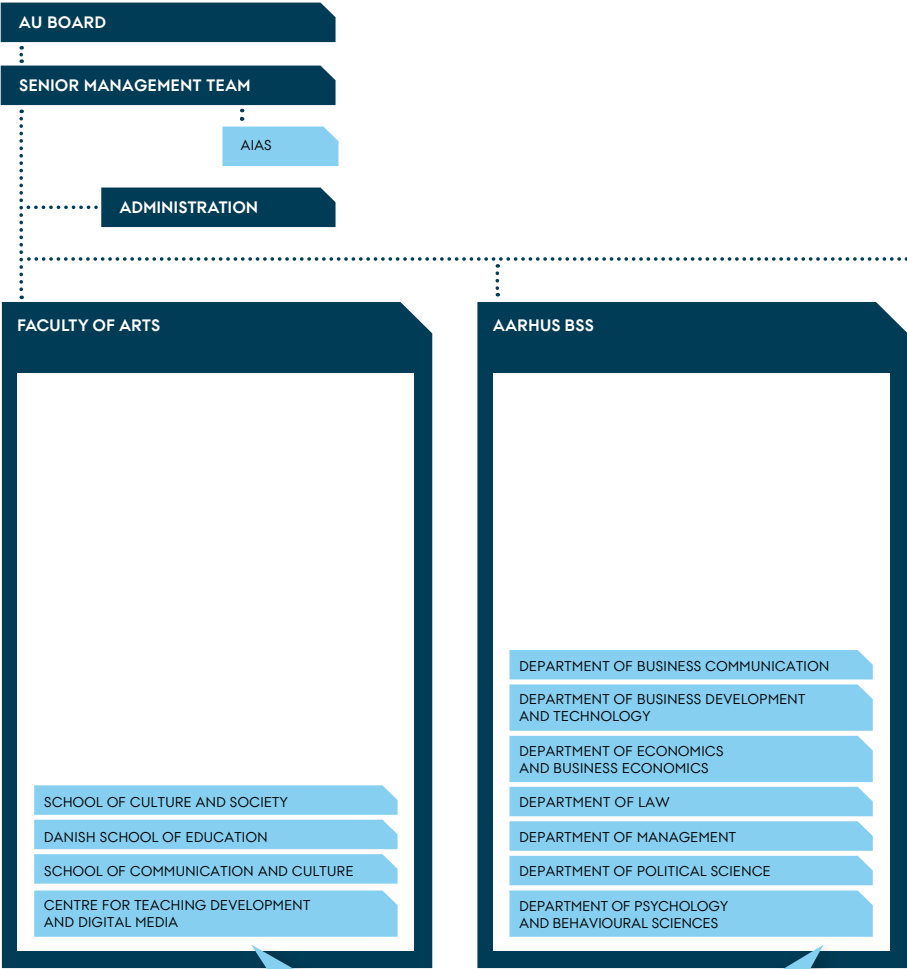 AU BOARD
SENIOR MANAGEMENT TEAM
AIAS
ADMINISTRATION
FACULTY OF ARTS
SCHOOL OF CULTURE AND SOCIETY
DANISH SCHOOL OF EDUCATION
SCHOOL OF COMMUNICATION AND CULTURE
CENTRE FOR TEACHING DEVELOPMENT
AND DIGITAL MEDIA
AARHUS BSS
DEPARTMENT OF BUSINESS COMMUNICATION
DEPARTMENT OF BUSINESS DEVELOPMENT
AND TECHNOLOGY
DEPARTMENT OF ECONOMICS
AND BUSINESS ECONOMICS
DEPARTMENT OF LAW
DEPARTMENT OF MANAGEMENT
DEPARTMENT OF POLITICAL SCIENCE
DEPARTMENT OF PSYCHOLOGY
AND BEHAVIOURAL SCIENCES